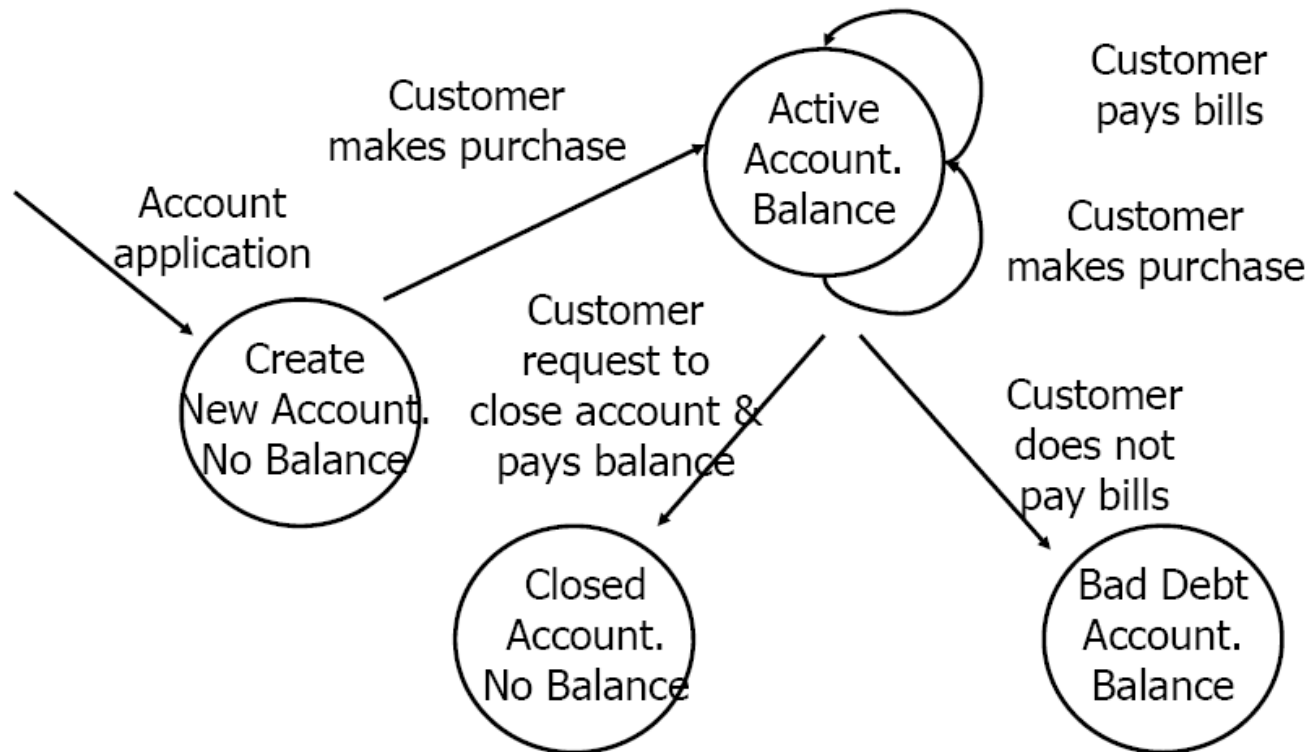 Customer
makes purchase
Account
application
Create
New Account.
No Balance
Active
Account.
Balance
Customer
pays bills
Customer
makes purchase
Customer
request to
close account &
pays balance
Customer
does not
pay bills
Closed
Account.
No Balance
Bad Debt
Account.
Balance